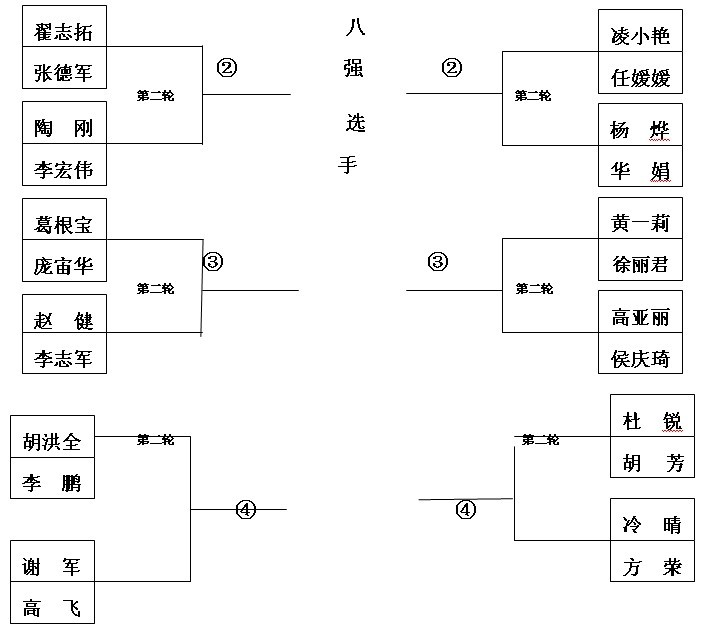 翟志拓
张德军
第二轮
②
陶 刚
李宏伟
葛根宝
庞宙华
第二轮
③
赵 健
李志军
胡洪全
李 鹏
第二轮
④
谢 军
高 飞
八
强
选
手
凌小艳
任媛媛
②
第二轮
杨 烨
华 娟
黄一莉
徐丽君
③
第二轮
高亚丽
侯庆琦
杜 锐
胡 芳
第二轮
④
冷 晴
方 荣